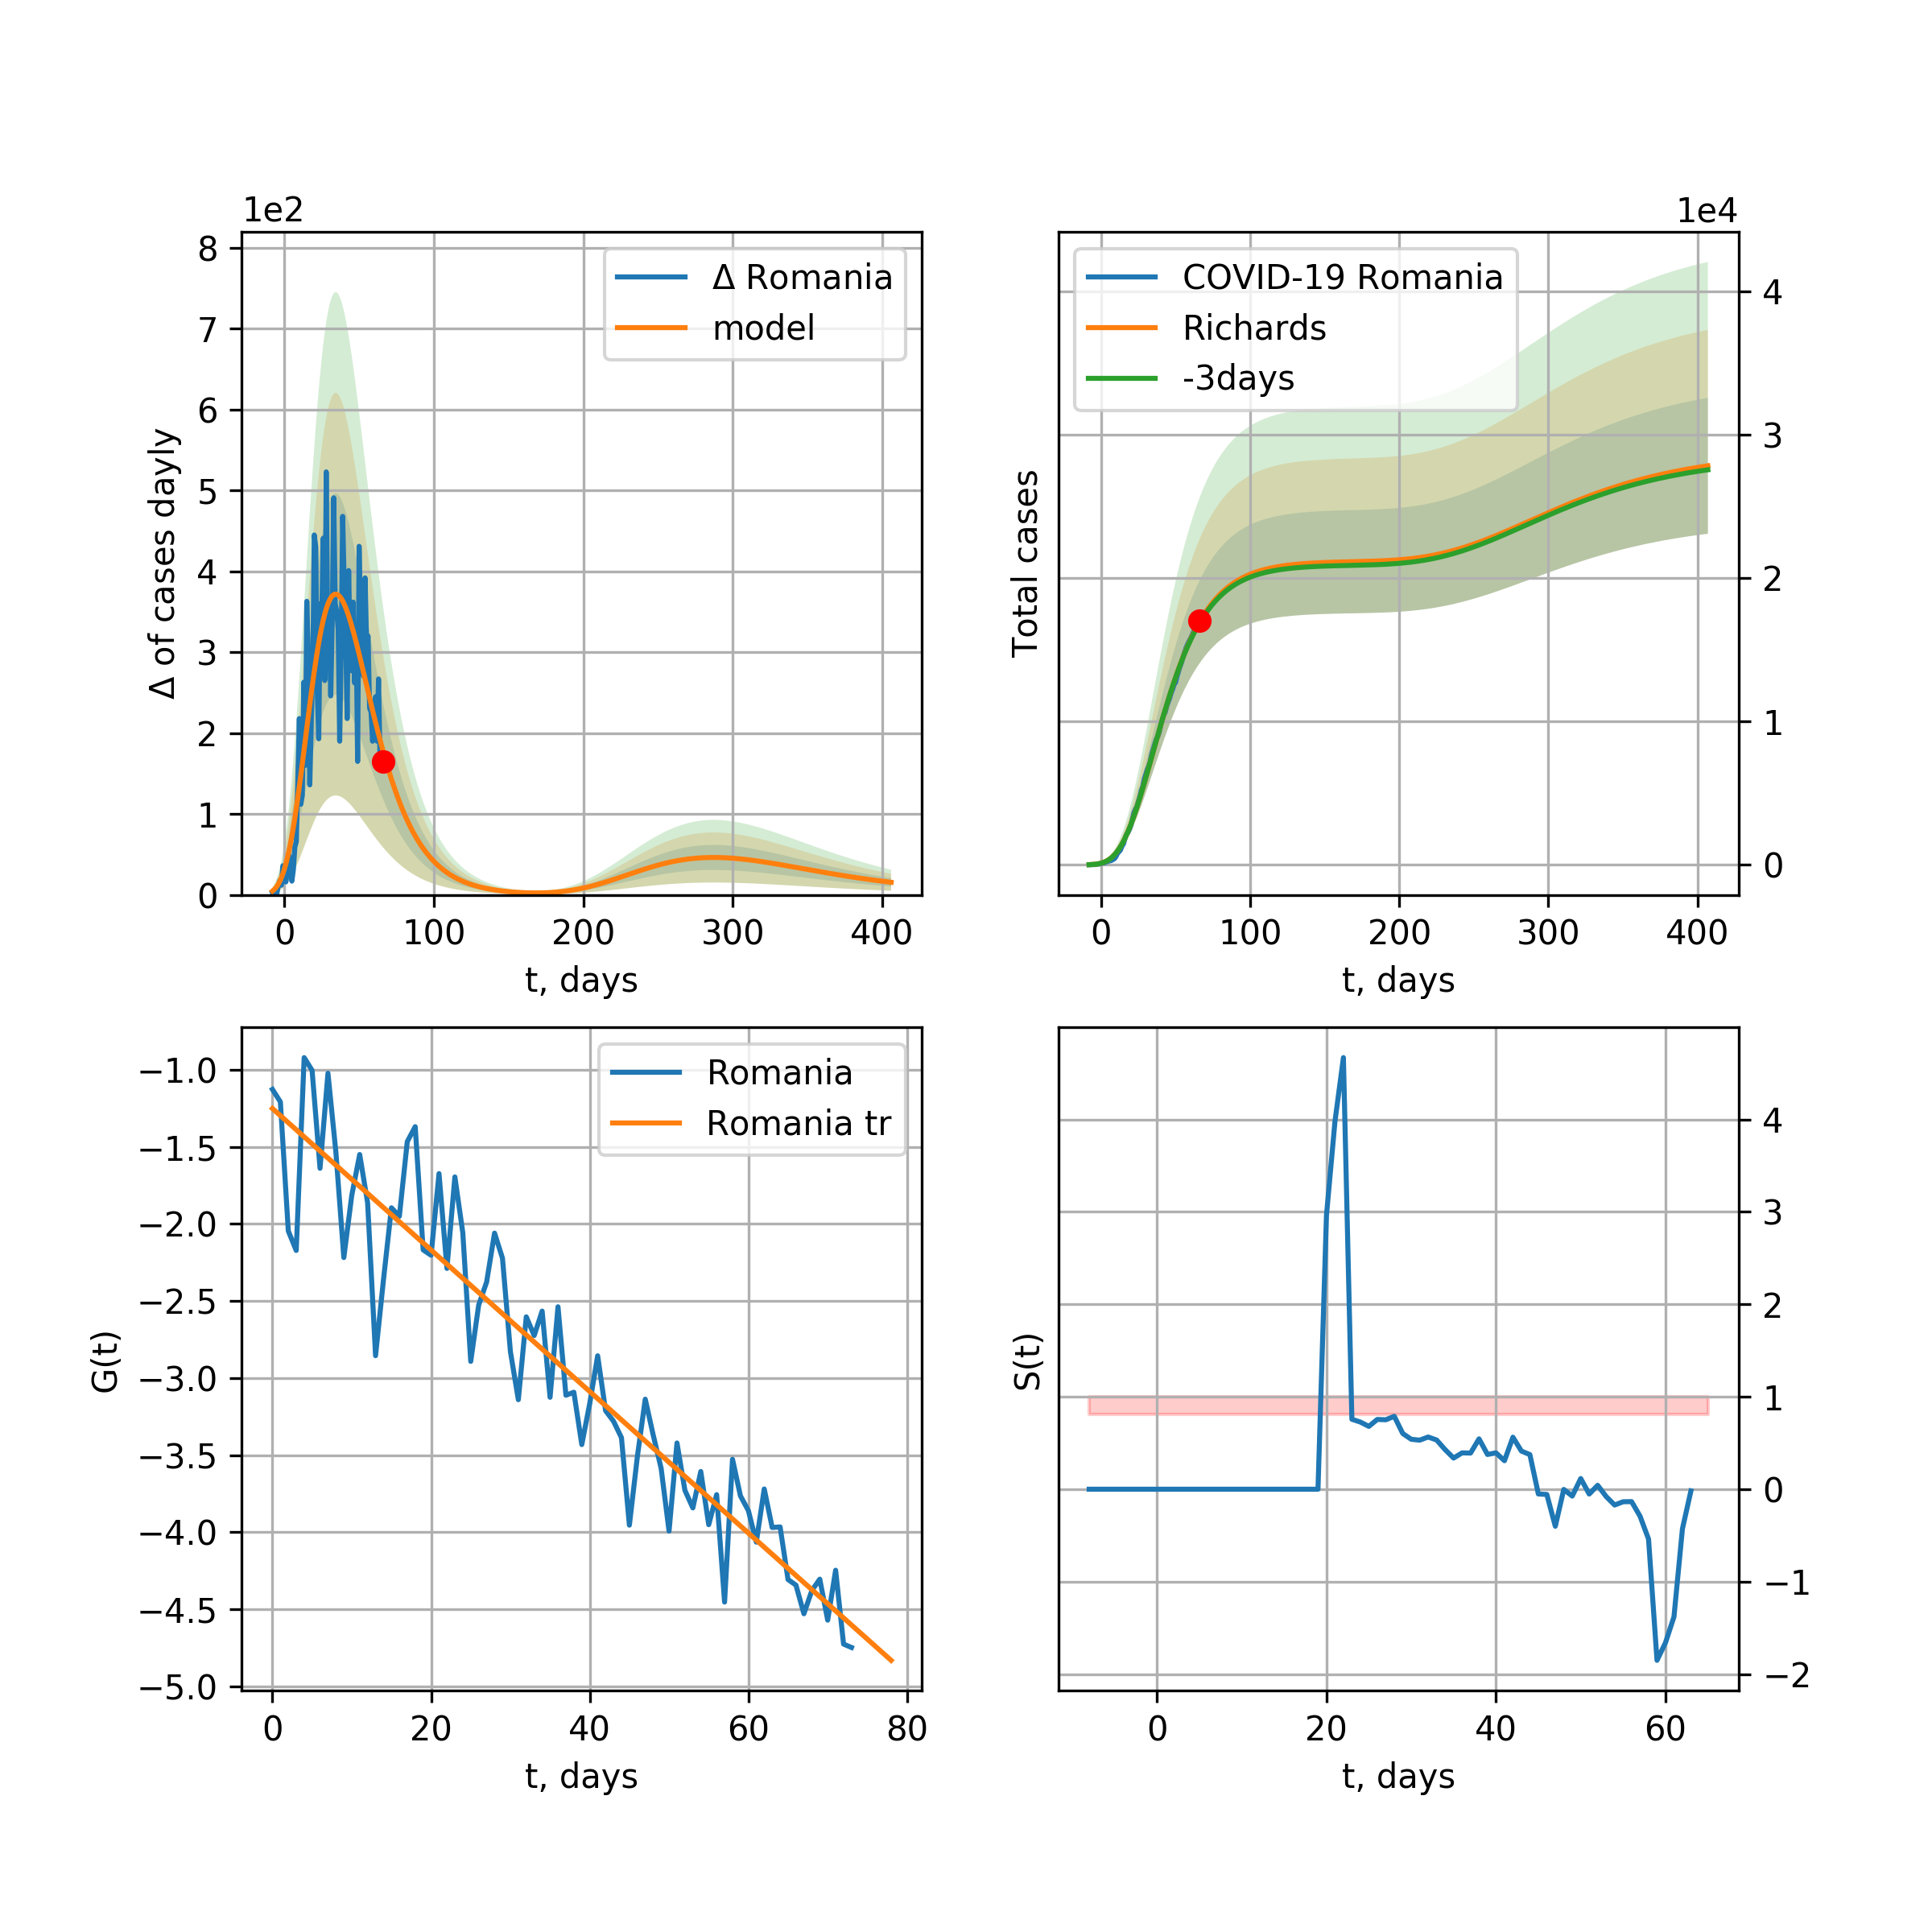 1e2
Δ Romania
model
Δ of cases dayly
8
7
6
5
4
3
2
1
0
0 100 200 300 400
t, days
1e4
COVID-19 Romania
Richards
-3days
Total cases
4
3
2
1
0
0 100 200 300 400
t, days
Romania
Romania tr
G(t)
−1.0
−1.5
−2.0
−2.5
−3.0
−3.5
−4.0
−4.5
−5.0
0 20 40 60 80
t, days
S(t)
4
3
2
1
0
−1
−2
0 20 40 60
t, days